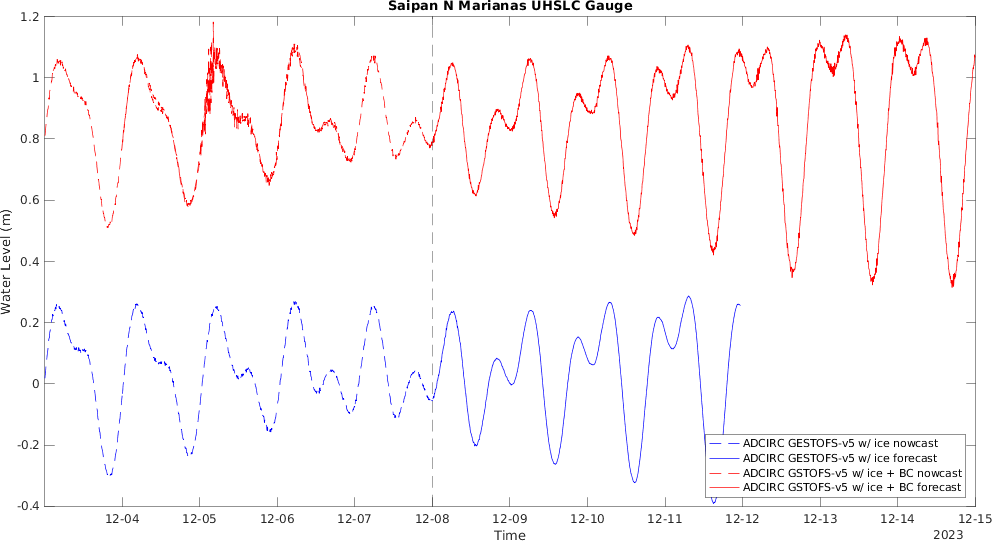 Saipan N Marianas UHSLC Gauge
Water Level (m)
1.2
1
0.8
0.6
0.4
0.2
0
-0.2
-0.4
12-04 12-05 12-06 12-07 12-08 12-09 12-10 12-11 12-12 12-13 12-14 12-15
Time
2023
ADCIRC GESTOFS-v5 w/ ice nowcast
ADCIRC GESTOFS-v5 w/ ice forecast
ADCIRC GSTOFS-v5 w/ ice + BC nowcast
ADCIRC GSTOFS-v5 w/ ice + BC forecast